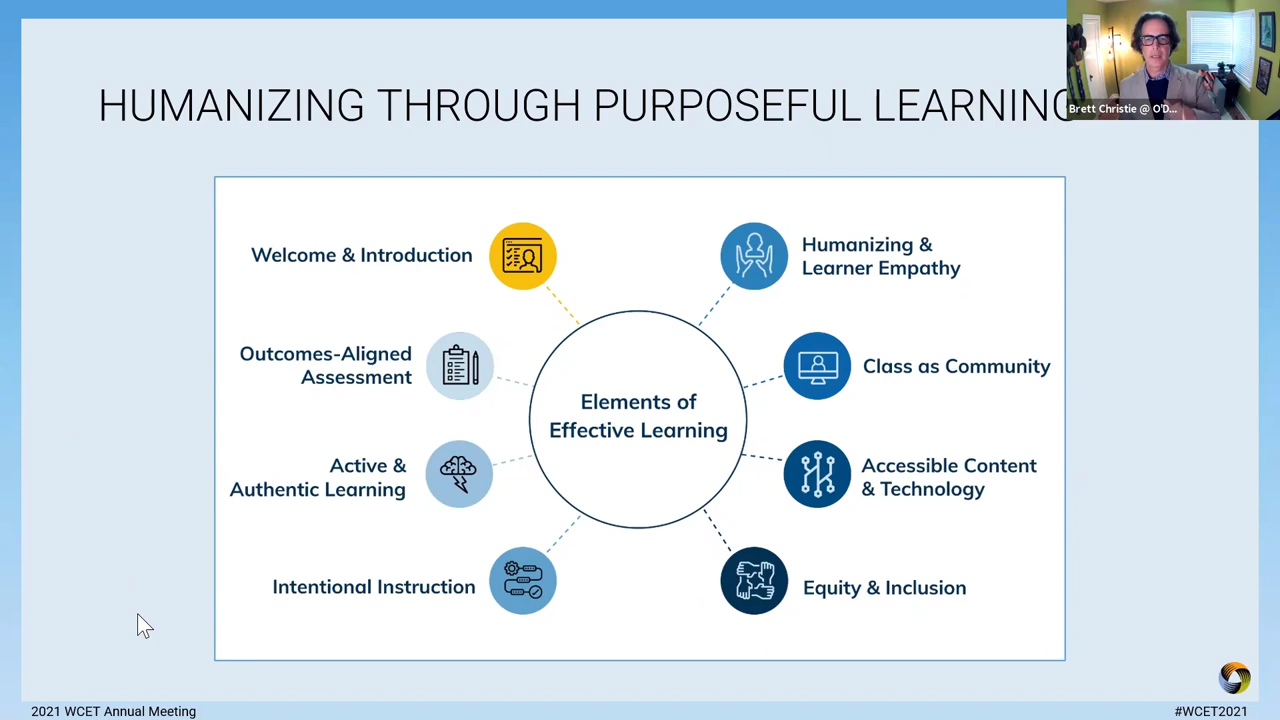 HUMANIZING THROUGH PURPOSEFUL LEARNING
Brett Christie @ O'D...
Welcome & Introduction
Humanizing &
Learner Empathy
Outcomes-Aligned
Assessment
Class as Community
Elements of
Effective Learning
Active &
Authentic Learning
Accessible Content
& Technology
Intentional Instruction
Equity & Inclusion
2021 WCET Annual Meeting
#WCET2021